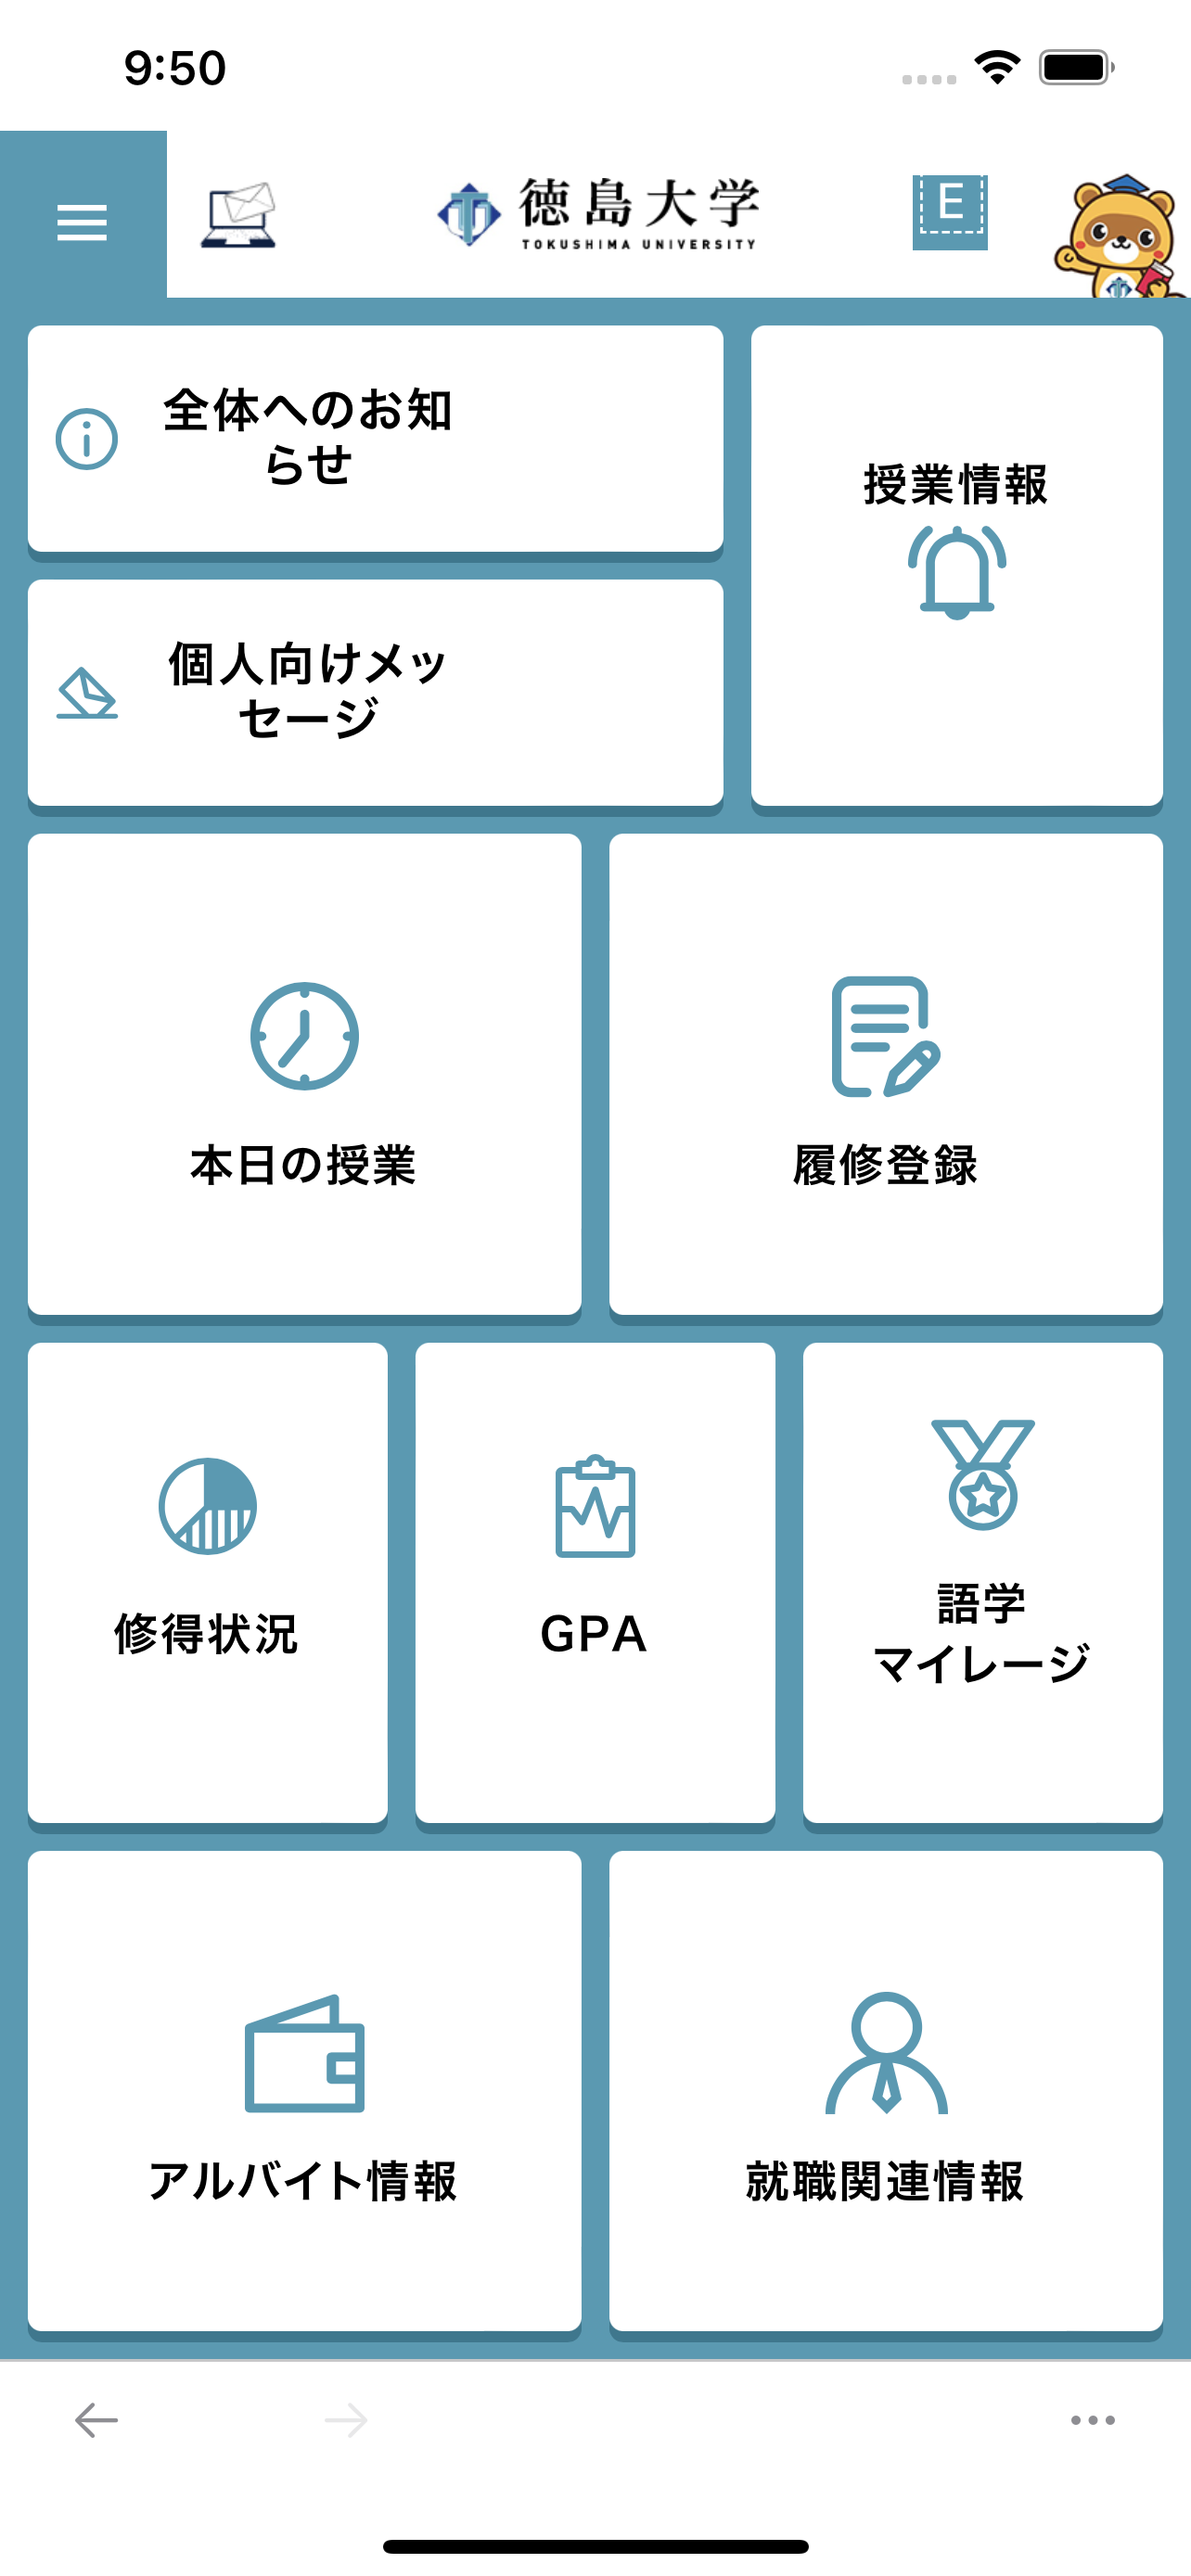 9:50
徳島大学
TOKUSHIMA UNIVERSITY
E
全体へのお知
らせ
授業情報
個人向けメッ
セージ
本日の授業
履修登録
修得状況
GPA
語学
マイレージ
アルバイト情報
就職関連情報